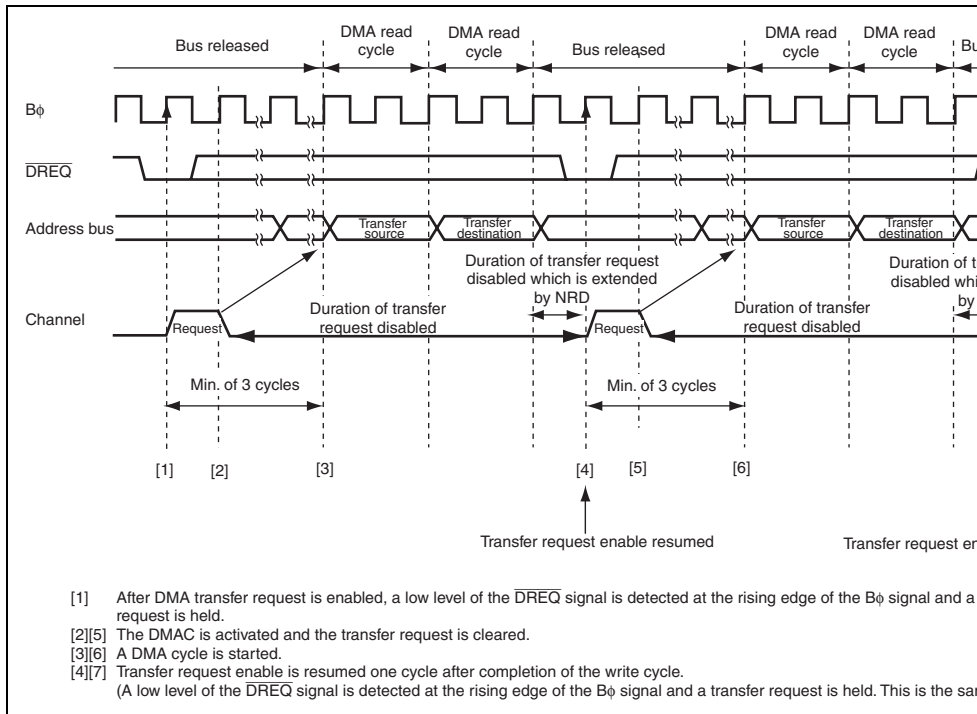 DMA read cycle
DMA read cycle
DMA read cycle
DMA read cycle
Bus released
Bus released
Bφ
DREQ
Address bus
Transfer source
Transfer destination
Transfer source
Transfer destination
Duration of transfer request
disabled which is extended
by NRD
Duration of t
disabled whi
by
Channel
Request
Duration of transfer
request disabled
Request
Duration of transfer
request disabled
Min. of 3 cycles
Min. of 3 cycles
[1] [2] [3] [4] [5] [6]
Transfer request enable resumed
Transfer request en
[1] After DMA transfer request is enabled, a low level of the DREQ signal is detected at the rising edge of the Bφ signal and a
request is held.
[2][5] The DMAC is activated and the transfer request is cleared.
[3][6] A DMA cycle is started.
[4][7] Transfer request enable is resumed one cycle after completion of the write cycle.
(A low level of the DREQ signal is detected at the rising edge of the Bφ signal and a transfer request is held. This is the sa